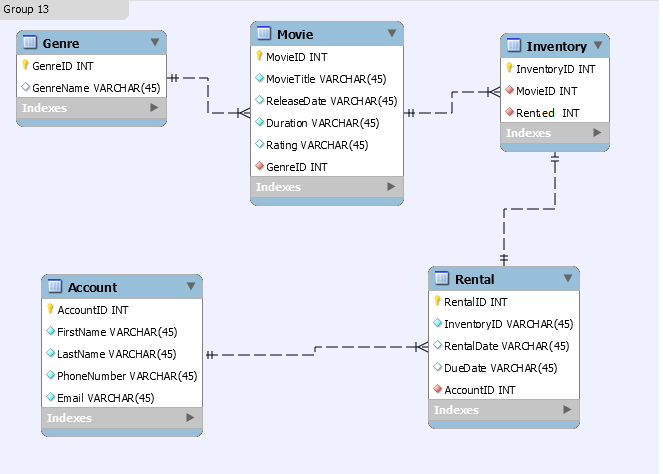 Group 13
Genre
GenreID INT
GenreName VARCHAR(45)
Indexes
Movie
MovieID INT
MovieTitle VARCHAR(45)
ReleaseDate VARCHAR(45)
Duration VARCHAR(45)
Rating VARCHAR(45)
GenreID INT
Indexes
Inventory
InventoryID INT
MovieID INT
Rented INT
Indexes
Account
AccountID INT
FirstName VARCHAR(45)
LastName VARCHAR(45)
PhoneNumber VARCHAR(45)
Email VARCHAR(45)
Indexes
Rental
RentalID INT
InventoryID VARCHAR(45)
RentalDate VARCHAR(45)
DueDate VARCHAR(45)
AccountID INT
Indexes